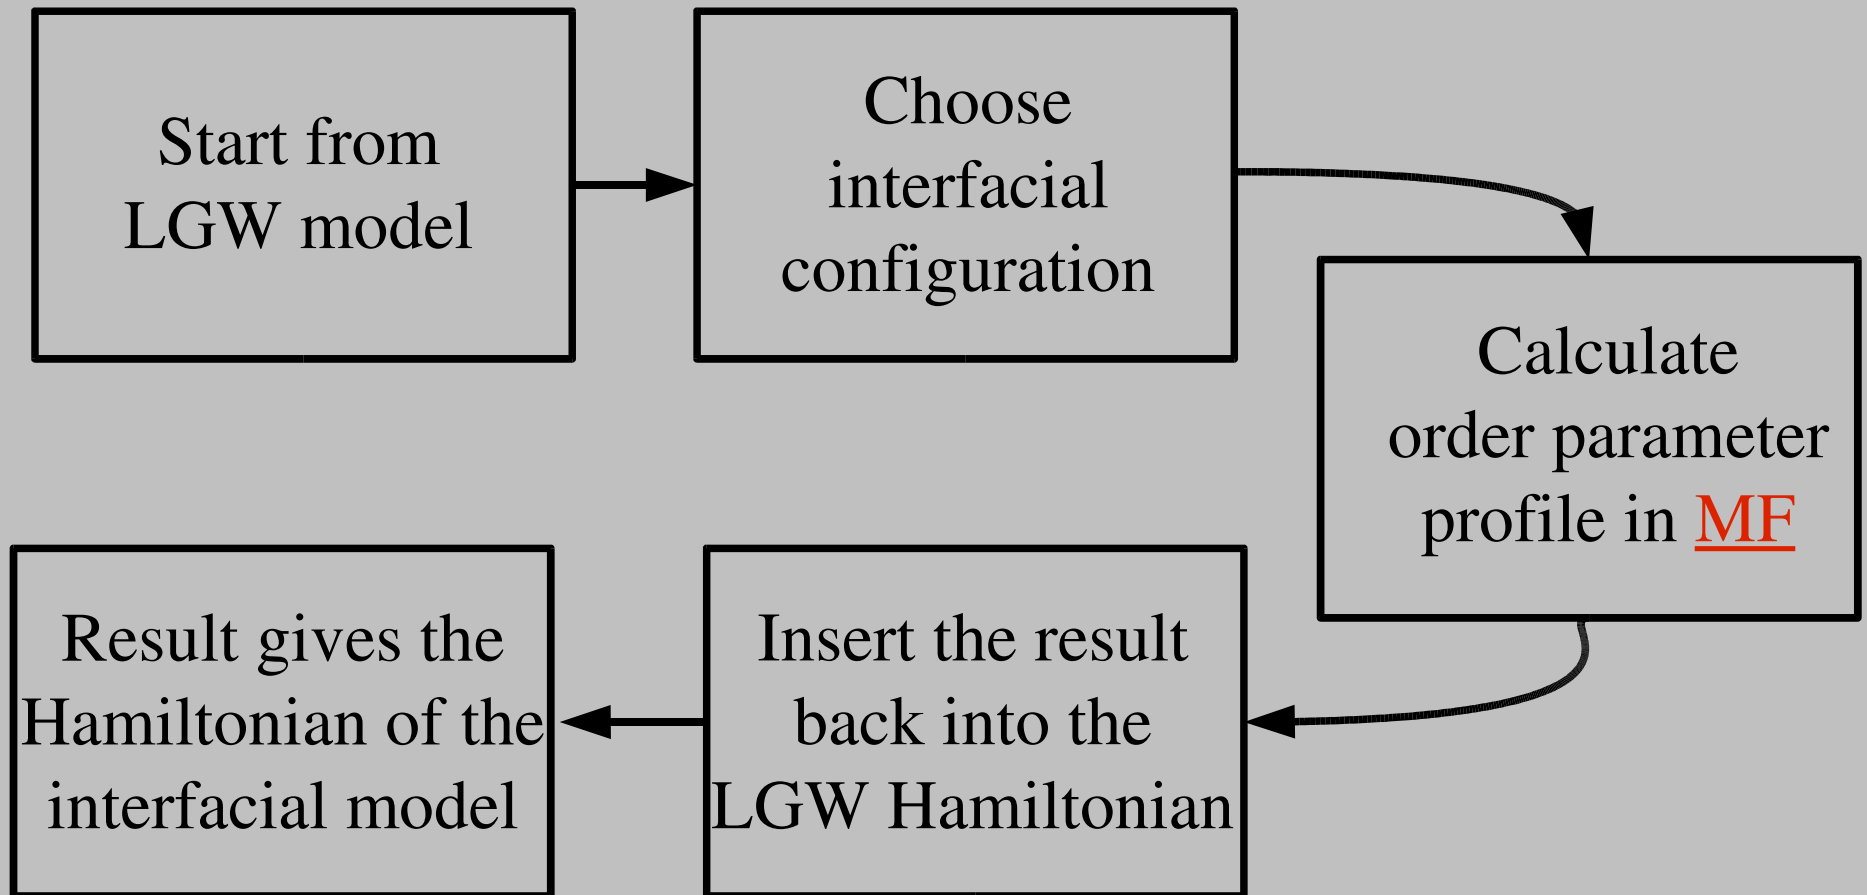 Start from
LGW model
Choose
interfacial
configuration
Calculate
order parameter
profile in MF
Insert the result
back into the
LGW Hamiltonian
Result gives the
Hamiltonian of the
interfacial model